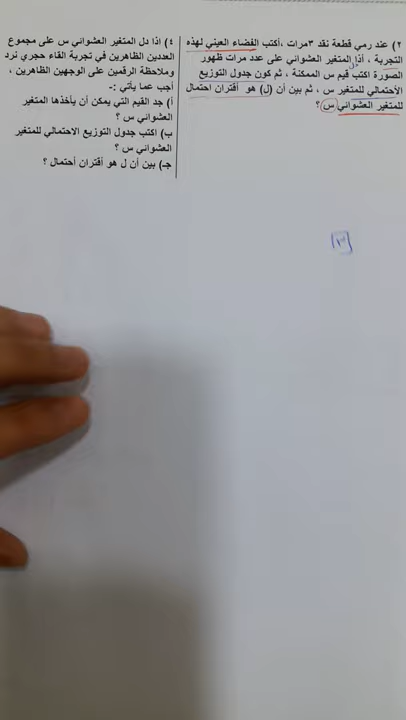 ٢) عند رمي قطعة نقد ٣مرات ،أكتب الفضاء العيني لهذه
التجربة ، أذا دل المتغير العشوائي على عدد مرات ظهور
الصورة اكتب قيم س الممكنة ، ثم كون جدول التوزيع
الأحتمالي للمتغير س ، ثم بين أن (ل) هو أقتران احتمال
للمتغير العشوائي س ؟
٤) اذا دل المتغير العشوائي س على مجموع
العددين الظاهرين في تجربة القاء حجري نرد
وملاحظة الرقمين على الوجهين الظاهرين ،
أجب عما يأتي :-
أ) جد القيم التي يمكن أن يأخذها المتغير
العشوائي س ؟
ب) اكتب جدول التوزيع الاحتمالي للمتغير
العشوائي س ؟
جـ) بين أن ل هو أقتران أحتمال ؟